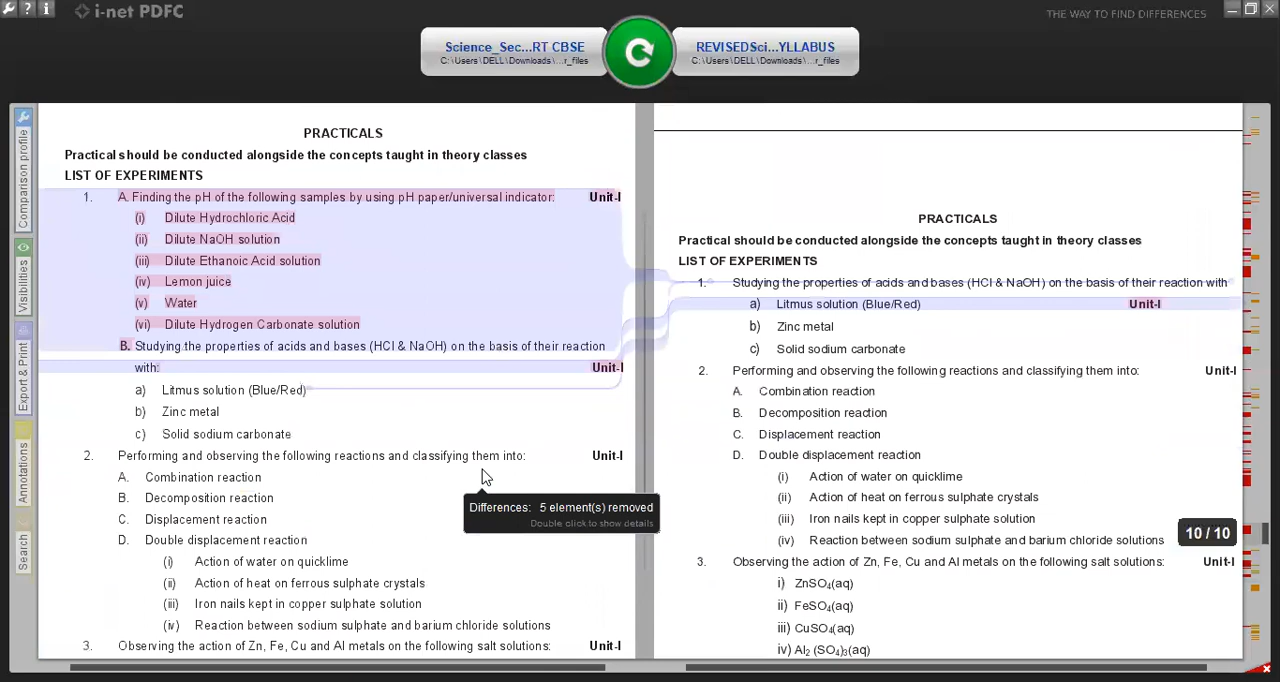 i-net PDFC
THE WAY TO FIND DIFFERENCES
Science_Sec...RT CBSE
C:\Users\DELL\Downloads\...r_files
REVISEDSci...YLLABUS
C:\Users\DELL\Downloads\...r_files
Comparison profile
Visibilities
Export & Print
Annotations
Search
PRACTICALS
Practical should be conducted alongside the concepts taught in theory classes
LIST OF EXPERIMENTS
1. A. Finding the pH of the following samples by using pH paper/universal indicator: Unit-I
(i) Dilute Hydrochloric Acid
(ii) Dilute NaOH solution
(iii) Dilute Ethanoic Acid solution
(iv) Lemon juice
(v) Water
(vi) Dilute Hydrogen Carbonate solution
B. Studying the properties of acids and bases (HCl & NaOH) on the basis of their reaction
with: Unit-I
a) Litmus solution (Blue/Red)
b) Zinc metal
c) Solid sodium carbonate
2. Performing and observing the following reactions and classifying them into: Unit-I
A. Combination reaction
B. Decomposition reaction
C. Displacement reaction
D. Double displacement reaction
(i) Action of water on quicklime
(ii) Action of heat on ferrous sulphate crystals
(iii) Iron nails kept in copper sulphate solution
(iv) Reaction between sodium sulphate and barium chloride solutions
3. Observing the action of Zn, Fe, Cu and Al metals on the following salt solutions: Unit-I
Differences: 5 element(s) removed
Double click to show details
PRACTICALS
Practical should be conducted alongside the concepts taught in theory classes
LIST OF EXPERIMENTS
1. Studying the properties of acids and bases (HCl & NaOH) on the basis of their reaction with
a) Litmus solution (Blue/Red) Unit-I
b) Zinc metal
c) Solid sodium carbonate
2. Performing and observing the following reactions and classifying them into: Unit-I
A. Combination reaction
B. Decomposition reaction
C. Displacement reaction
D. Double displacement reaction
(i) Action of water on quicklime
(ii) Action of heat on ferrous sulphate crystals
(iii) Iron nails kept in copper sulphate solution
(iv) Reaction between sodium sulphate and barium chloride solutions
10 / 10
3. Observing the action of Zn, Fe, Cu and Al metals on the following salt solutions: Unit-I
i) ZnSO₄(aq)
ii) FeSO₄(aq)
iii) CuSO₄(aq)
iv) Al₂ (SO₄)₃(aq)